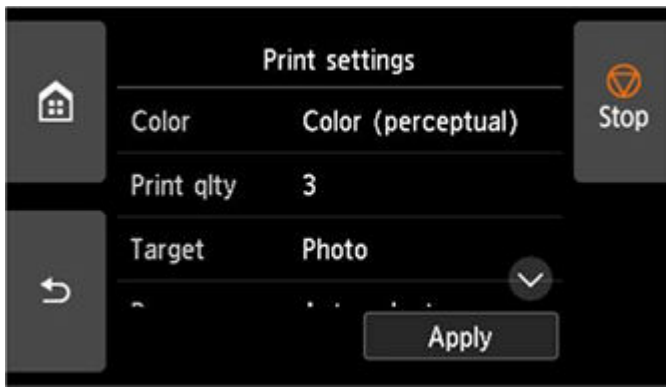 Print settings
Stop
Color Color (perceptual)
Print qlty 3
Target Photo
Apply